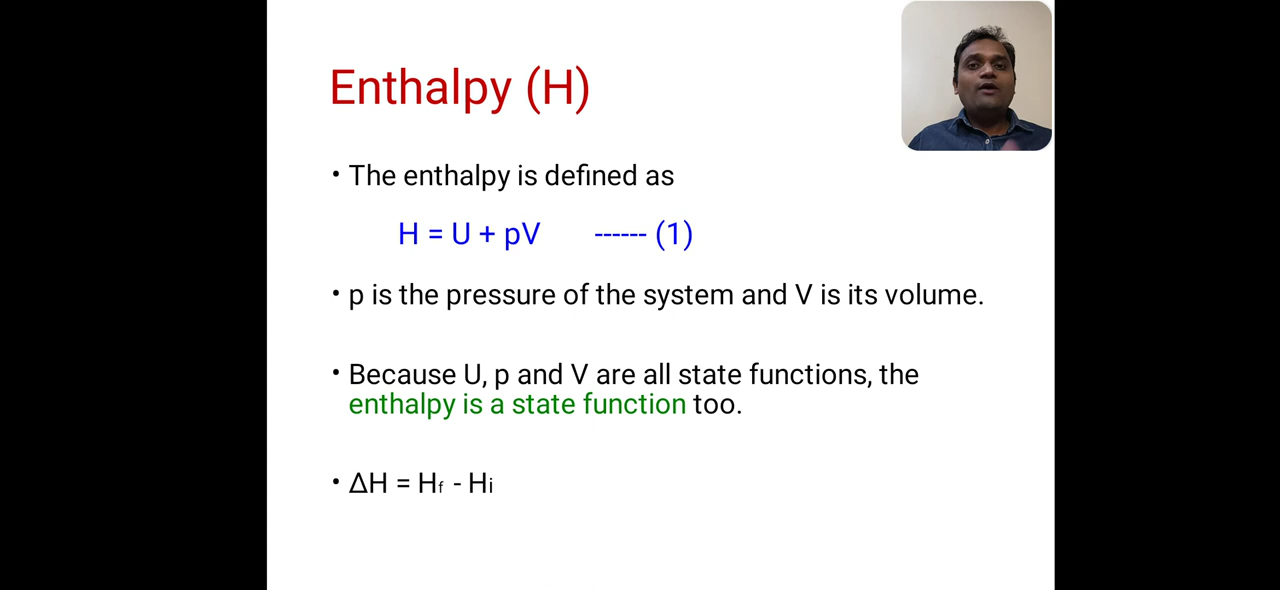 Enthalpy (H)
• The enthalpy is defined as
H = U + pV ------ (1)
• p is the pressure of the system and V is its volume.
• Because U, p and V are all state functions, the
enthalpy is a state function too.
• ΔH = Hf - Hi